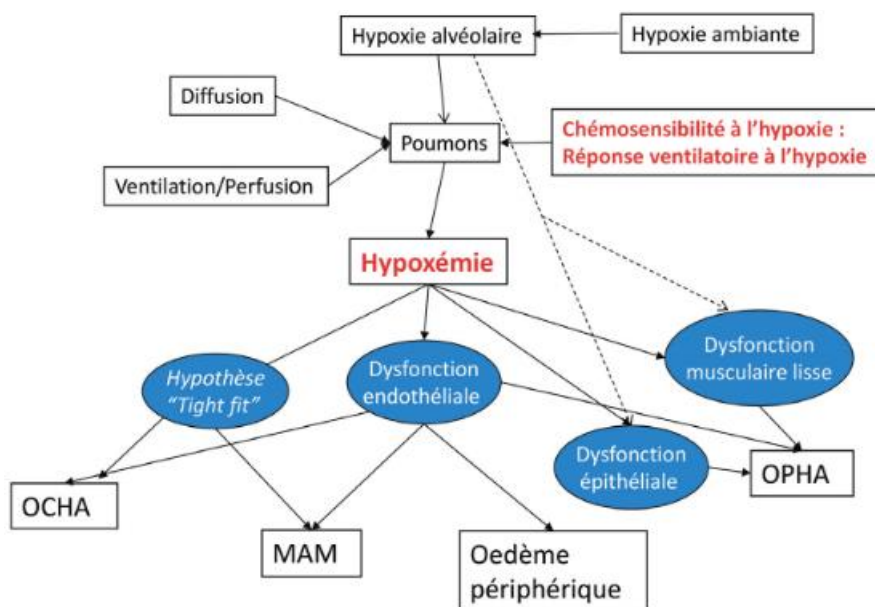 Hypoxie alvéolaire
Hypoxie ambiante
Diffusion
Poumons
Chémosensibilité à l'hypoxie :
Réponse ventilatoire à l'hypoxie
Ventilation/Perfusion
Hypoxémie
Hypothèse
"Tight fit"
Dysfonction
endothéliale
Dysfonction
musculaire lisse
Dysfonction
épithéliale
OPHA
OCHA
MAM
Oedème
périphérique